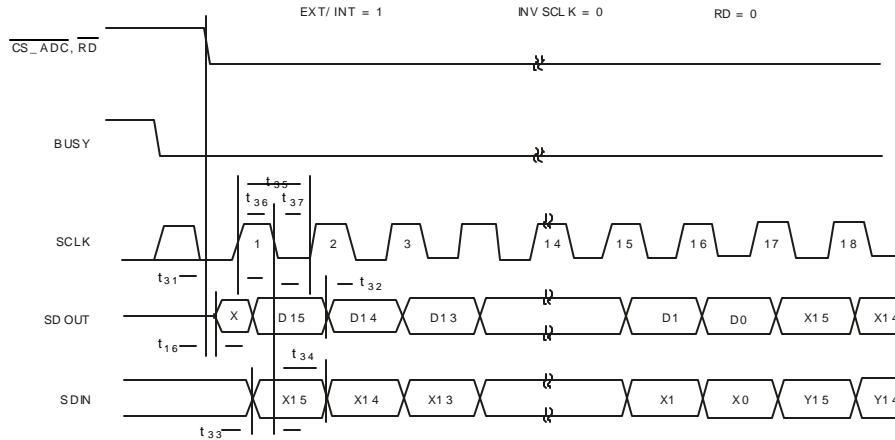 EXT/ INT = 1 INV SCLK = 0 RD = 0
CS_ADC, RD
BUSY
t35
t36 t37
SCLK 1 2 3 14 15 16 17 18
t31 t32
SDOUT X D15 D14 D13 D1 D0 X15 X14
t16
t34
SDIN X15 X14 X13 X1 X0 Y15 Y14
t33